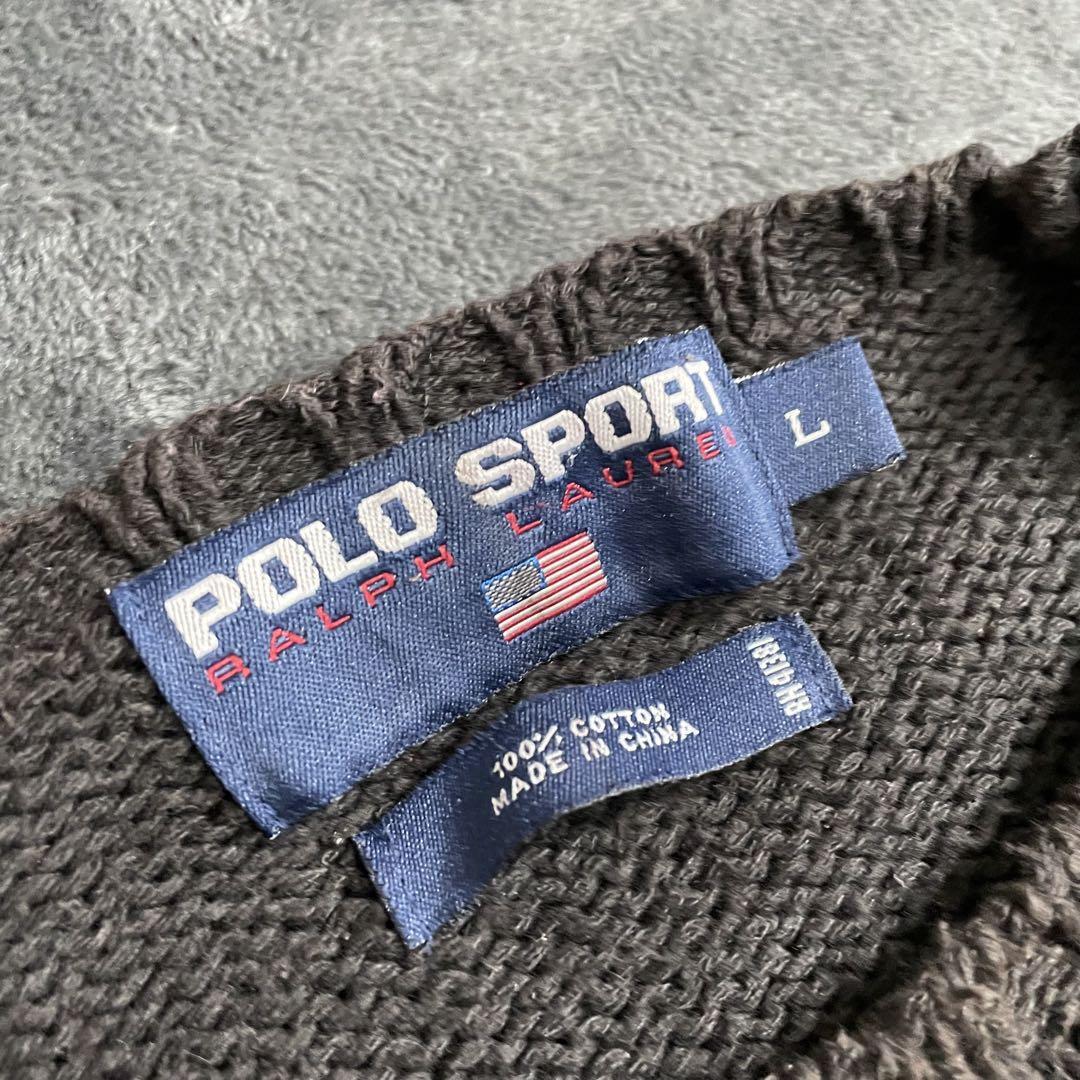 POLO SPORT
RALPH LAUREN
L
100% COTTON
MADE IN CHINA